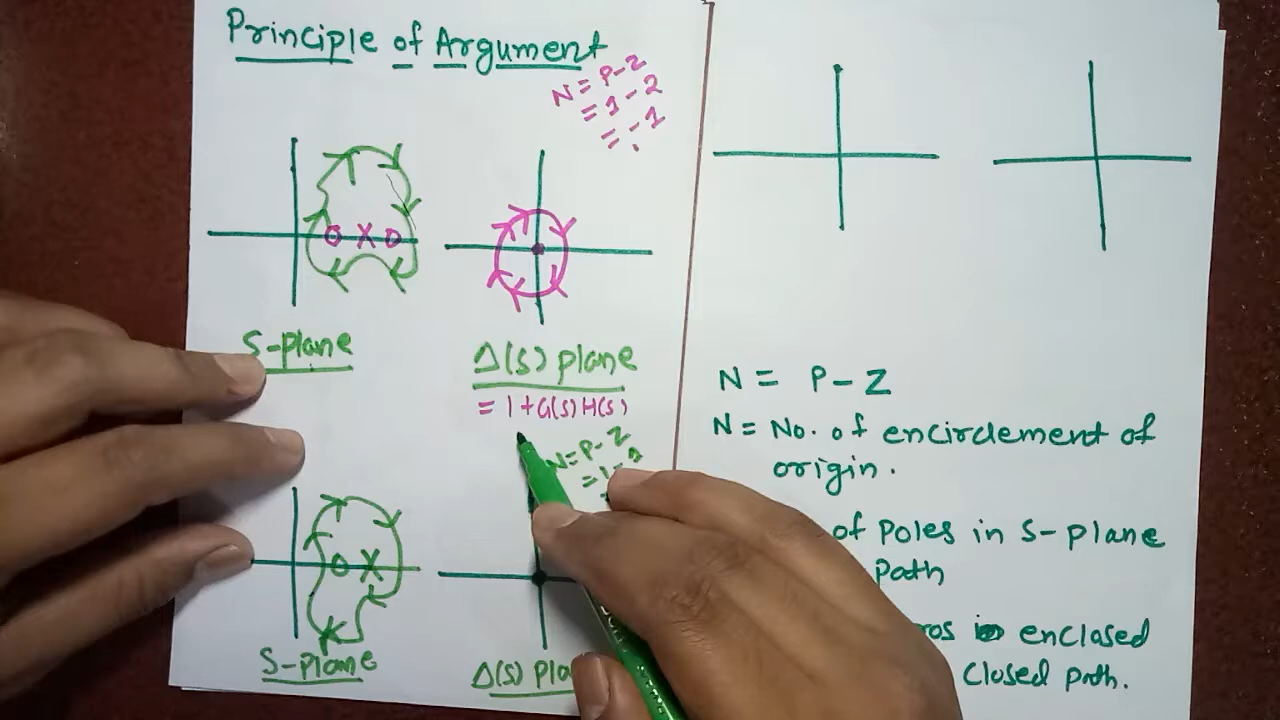 Principle of Argument
N = P - Z
= 1 - 2
= - 1
S-plane
Δ(s) plane
= 1 + G(s) H(s)
N = P - Z
= 1 -
S-plane
Δ(s)
N = P - Z
N = No. of encirclement of
origin.
of Poles in S-plane
Path
enclosed
Closed path.